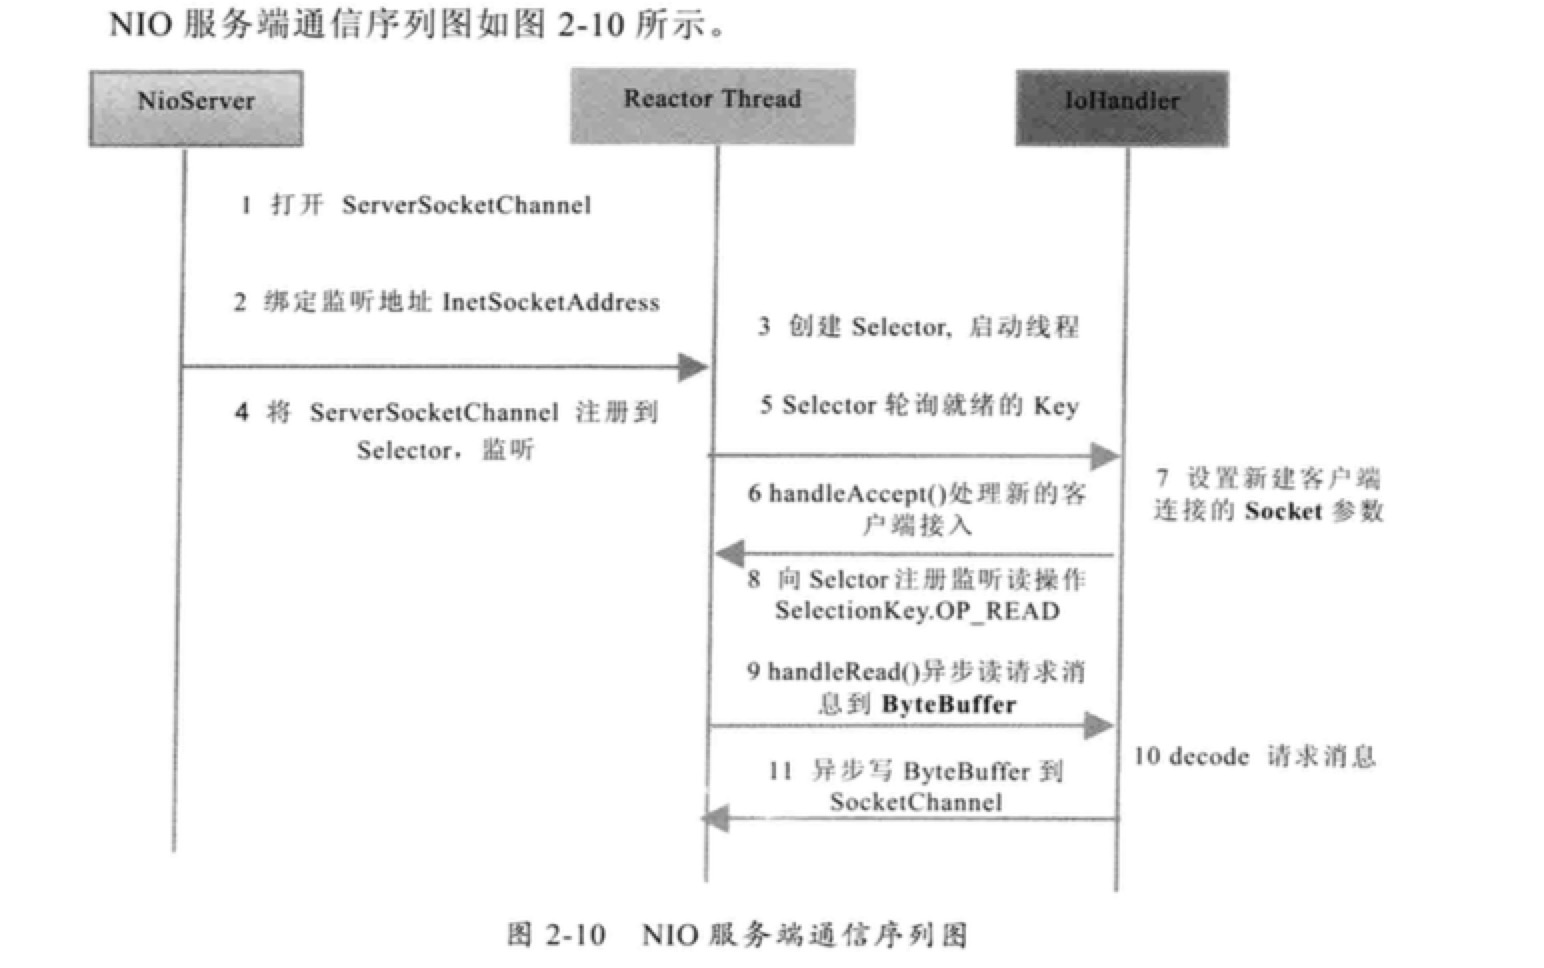 NIO 服务端通信序列图如图 2-10 所示。
NioServer
Reactor Thread
IoHandler
1 打开 ServerSocketChannel
2 绑定监听地址 InetSocketAddress
3 创建 Selector, 启动线程
4 将 ServerSocketChannel 注册到
Selector，监听
5 Selector 轮询就绪的 Key
6 handleAccept()处理新的客
户端接入
7 设置新建客户端
连接的 Socket 参数
8 向 Selctor 注册监听读操作
SelectionKey.OP_READ
9 handleRead()异步读请求消
息到 ByteBuffer
10 decode 请求消息
11 异步写 ByteBuffer 到
SocketChannel
图 2-10 NIO 服务端通信序列图